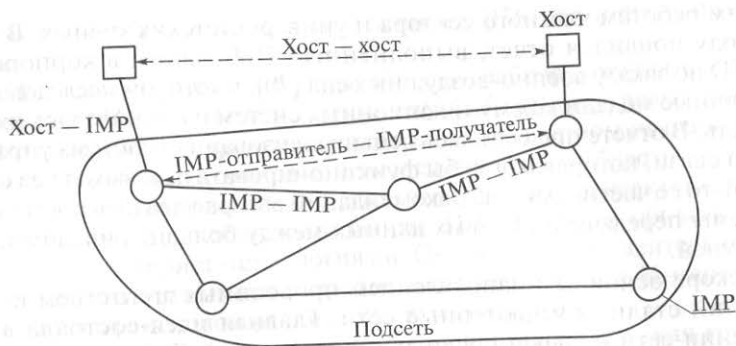 Хост
Хост
Хост – хост
Хост – IMP
IMP-отправитель – IMP-получатель
IMP – IMP
IMP – IMP
IMP
Подсеть